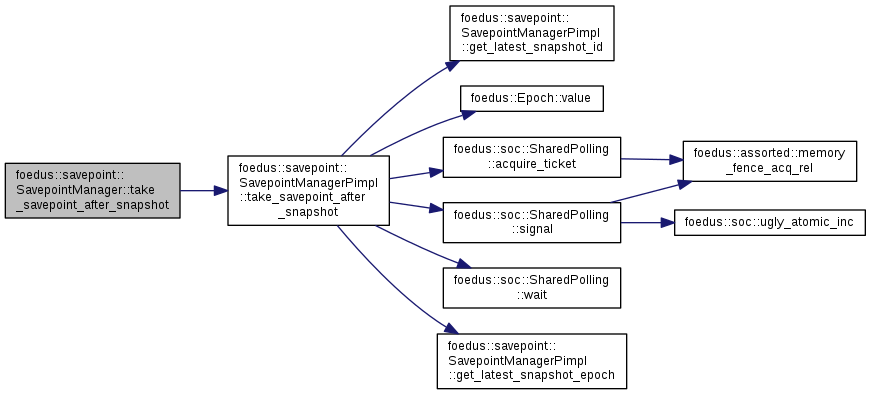 foedus::savepoint::
SavepointManager::take
_savepoint_after_snapshot
foedus::savepoint::
SavepointManagerPimpl
::take_savepoint_after
_snapshot
foedus::savepoint::
SavepointManagerPimpl
::get_latest_snapshot_id
foedus::Epoch::value
foedus::soc::SharedPolling
::acquire_ticket
foedus::soc::SharedPolling
::signal
foedus::soc::SharedPolling
::wait
foedus::savepoint::
SavepointManagerPimpl
::get_latest_snapshot_epoch
foedus::assorted::memory
_fence_acq_rel
foedus::soc::ugly_atomic_inc